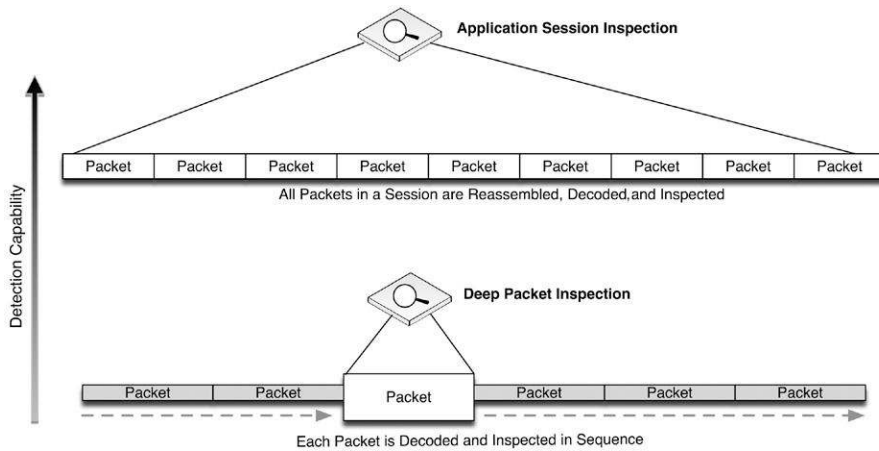 Application Session Inspection
Detection Capability
Packet Packet Packet Packet Packet Packet Packet Packet Packet
All Packets in a Session are Reassembled, Decoded,and Inspected
Deep Packet Inspection
Packet Packet Packet Packet Packet Packet
Each Packet is Decoded and Inspected in Sequence